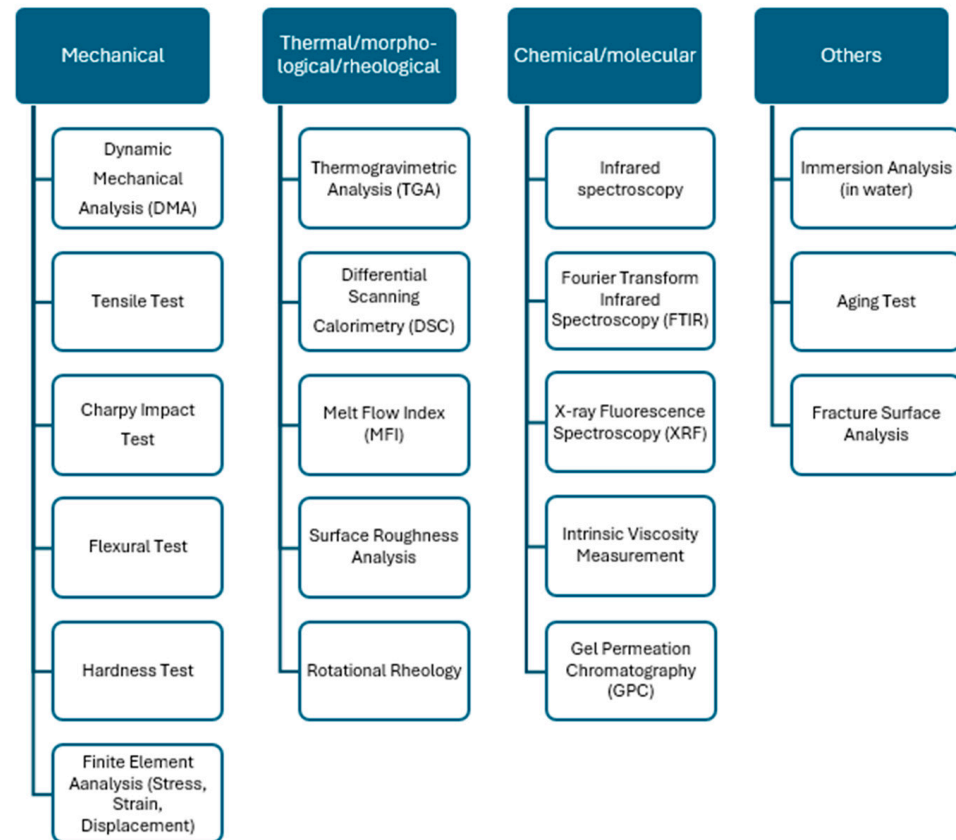 Mechanical
Dynamic
Mechanical
Analysis (DMA)
Tensile Test
Charpy Impact
Test
Flexural Test
Hardness Test
Finite Element
Aanalysis (Stress,
Strain,
Displacement)
Thermal/morpho-
logical/rheological
Thermogravimetric
Analysis (TGA)
Differential
Scanning
Calorimetry (DSC)
Melt Flow Index
(MFI)
Surface Roughness
Analysis
Rotational Rheology
Chemical/molecular
Infrared
spectroscopy
Fourier Transform
Infrared
Spectroscopy (FTIR)
X-ray Fluorescence
Spectroscopy (XRF)
Intrinsic Viscosity
Measurement
Gel Permeation
Chromatography
(GPC)
Others
Immersion Analysis
(in water)
Aging Test
Fracture Surface
Analysis